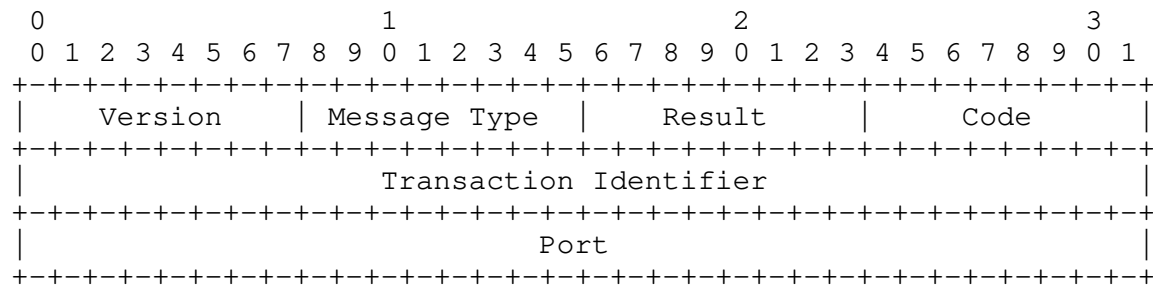 0                   1                   2                   3
 0 1 2 3 4 5 6 7 8 9 0 1 2 3 4 5 6 7 8 9 0 1 2 3 4 5 6 7 8 9 0 1
+-+-+-+-+-+-+-+-+-+-+-+-+-+-+-+-+-+-+-+-+-+-+-+-+-+-+-+-+-+-+-+-+
|    Version    | Message Type  |    Result     |     Code      |
+-+-+-+-+-+-+-+-+-+-+-+-+-+-+-+-+-+-+-+-+-+-+-+-+-+-+-+-+-+-+-+-+
|                    Transaction Identifier                     |
+-+-+-+-+-+-+-+-+-+-+-+-+-+-+-+-+-+-+-+-+-+-+-+-+-+-+-+-+-+-+-+-+
|                             Port                              |
+-+-+-+-+-+-+-+-+-+-+-+-+-+-+-+-+-+-+-+-+-+-+-+-+-+-+-+-+-+-+-+-+